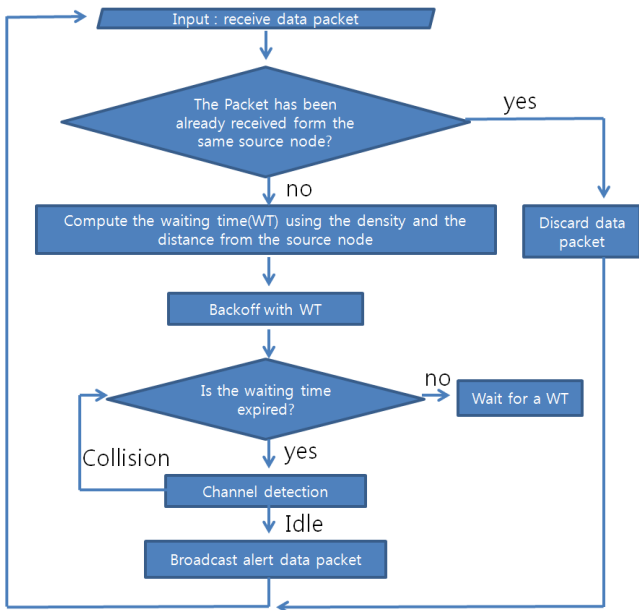 Input : receive data packet
The Packet has been
already received form the
same source node?
yes
no
Compute the waiting time(WT) using the density and the
distance from the source node
Discard data
packet
Backoff with WT
Is the waiting time
expired?
no
Wait for a WT
yes
Collision
Channel detection
Idle
Broadcast alert data packet